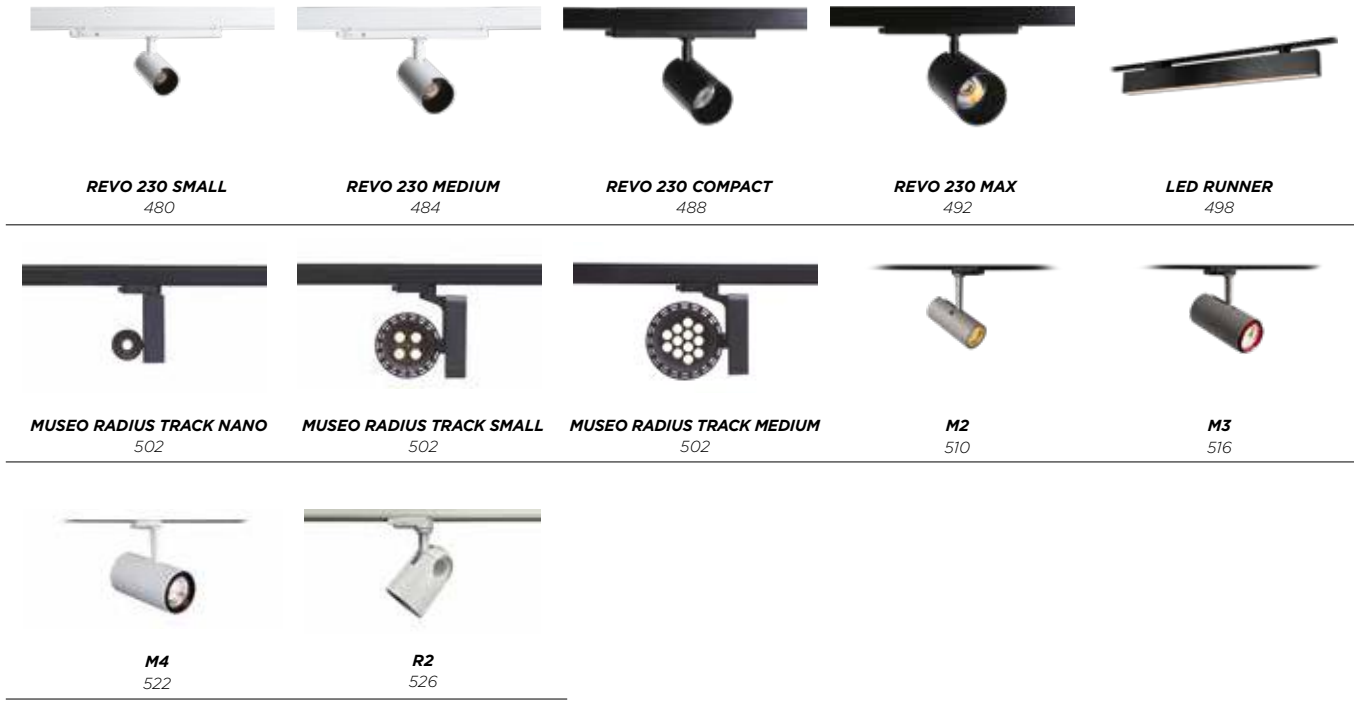 REVO 230 SMALL
480
REVO 230 MEDIUM
484
REVO 230 COMPACT
488
REVO 230 MAX
492
LED RUNNER
498
MUSEO RADIUS TRACK NANO
502
MUSEO RADIUS TRACK SMALL
502
MUSEO RADIUS TRACK MEDIUM
502
M2
510
M3
516
M4
522
R2
526